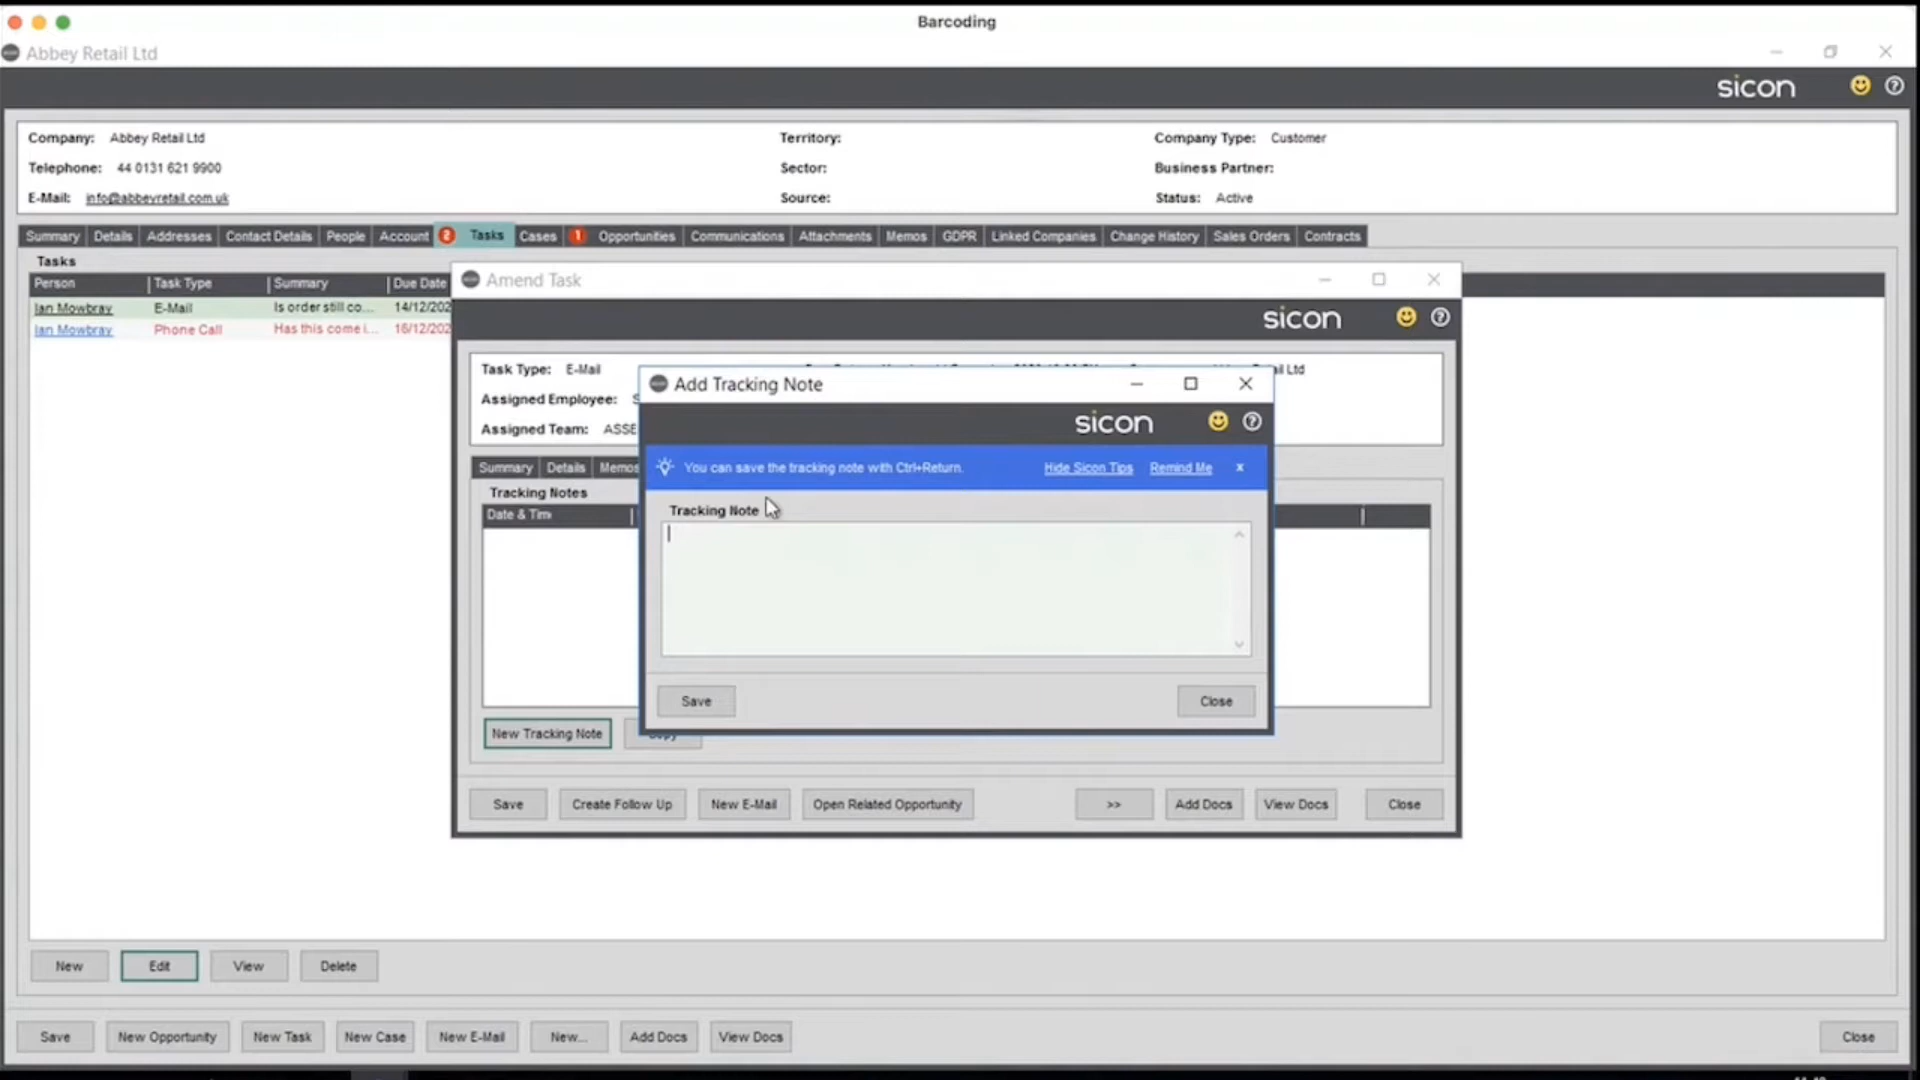 Barcoding
Abbey Retail Ltd
sicon
Company: Abbey Retail Ltd Territory: Company Type: Customer
Telephone: 44 0131 621 9900 Sector: Business Partner:
E-Mail: info@abbeyretail.com.uk Source: Status: Active
Summary Details Addresses Contact Details People Account 2 Tasks Cases 1 Opportunities Communications Attachments Memos GDPR Linked Companies Change History Sales Orders Contracts
Tasks
Person Task Type Summary Due Date
Ian Mowbray E-Mail Is order still co... 14/12/202
Ian Mowbray Phone Call Has this come i... 16/12/202
Amend Task
sicon
Task Type: E-Mail il Ltd
Assigned Employee: S
Assigned Team: ASSE
Summary Details Memos
Tracking Notes
Date & Time
Add Tracking Note
sicon
You can save the tracking note with Ctrl+Return. Hide Sicon Tips Remind Me x
Tracking Note
Save Close
New Tracking Note Copy
Save Create Follow Up New E-Mail Open Related Opportunity >> Add Docs View Docs Close
New Edit View Delete
Save New Opportunity New Task New Case New E-Mail New... Add Docs View Docs Close